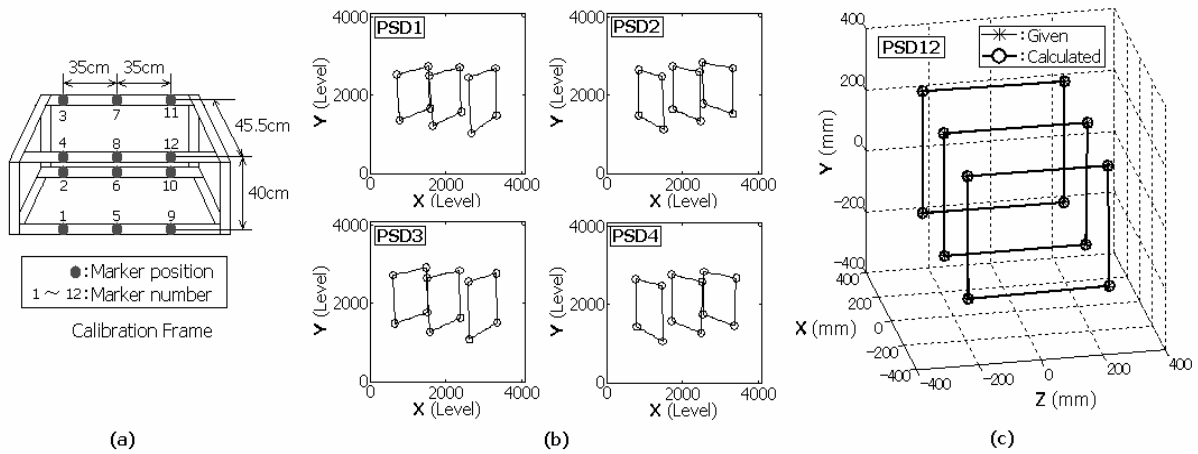 35cm 35cm
3 7 11
45.5cm
4 8 12
2 6 10
40cm
1 5 9
●:Marker position
1 ～ 12:Marker number
Calibration Frame
(a)
PSD1
4000
2000
0
Y (Level)
0 2000 4000
X (Level)
PSD2
4000
2000
0
Y (Level)
0 2000 4000
X (Level)
PSD3
4000
2000
0
Y (Level)
0 2000 4000
X (Level)
PSD4
4000
2000
0
Y (Level)
0 2000 4000
X (Level)
(b)
PSD12
:Given
:Calculated
400
200
0
−200
−400
Y (mm)
400
200
0
−200
−400
X (mm)
−400
−200
0
200
400
Z (mm)
(c)